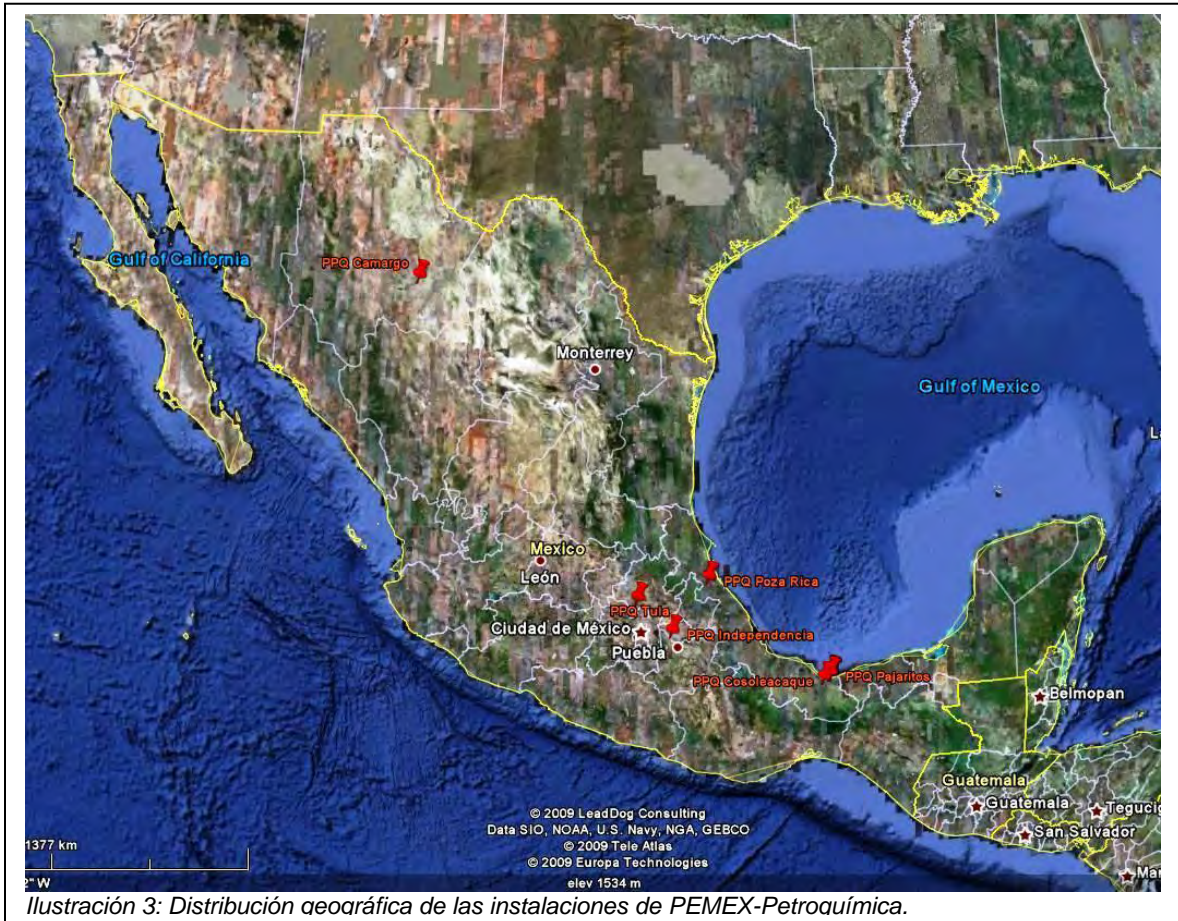 Gulf of California
PPQ Camargo
Monterrey
Gulf of Mexico
Mexico
León
PPQ Poza Rica
PPQ Tula
Ciudad de México
PPQ Independencia
Puebla
PPQ Cosoleacaque
PPQ Pajaritos
Belmopan
Guatemala
Guatemala
Teguci
San Salvador
© 2009 LeadDog Consulting
Data SIO, NOAA, U.S. Navy, NGA, GEBCO
© 2009 Tele Atlas
© 2009 Europa Technologies
1377 km
2" W
elev 1534 m
Ilustración 3: Distribución geográfica de las instalaciones de PEMEX-Petroquímica.